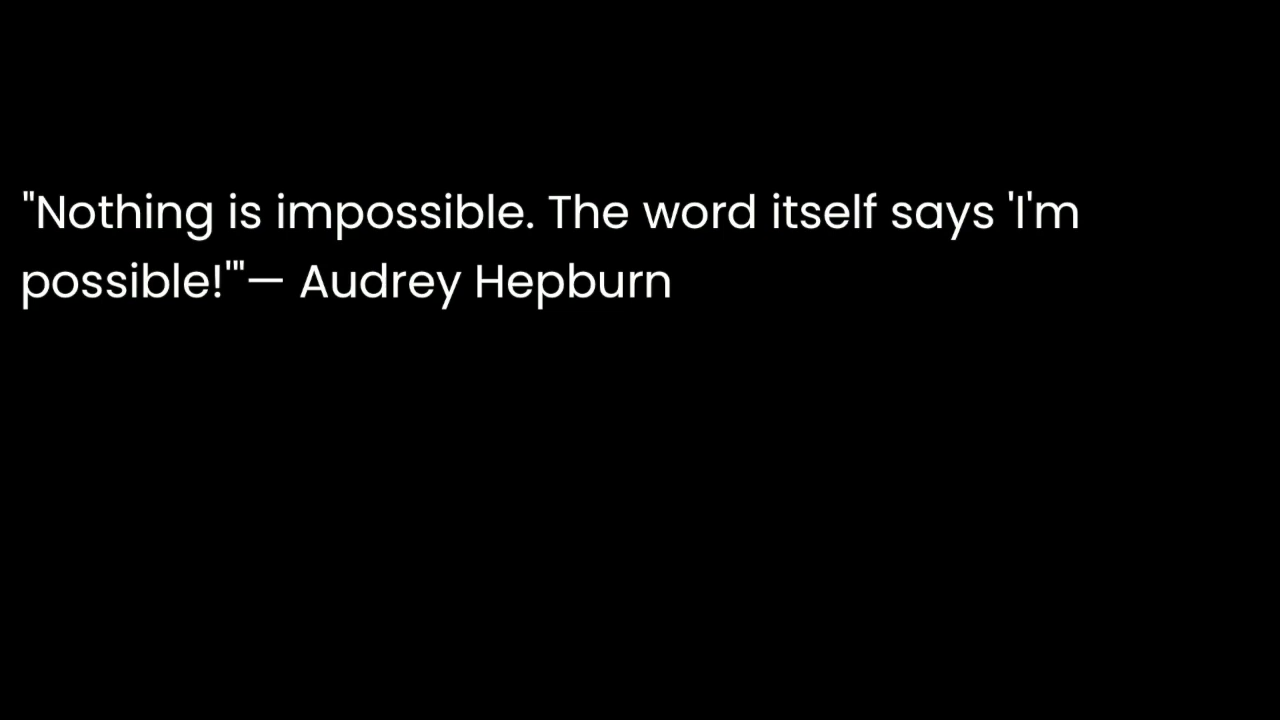 "Nothing is impossible. The word itself says 'I'm
possible!'"— Audrey Hepburn